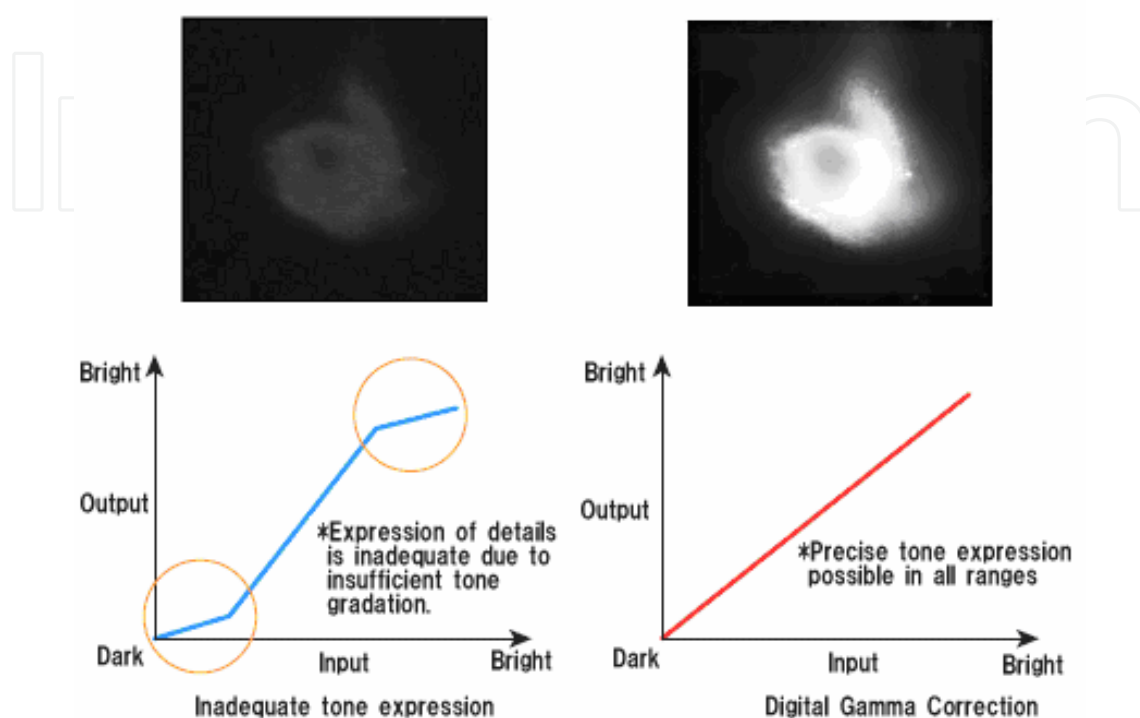 Bright
Output
*Expression of details
is inadequate due to
insufficient tone
gradation.
Dark
Input
Bright
Inadequate tone expression
Bright
Output
*Precise tone expression
possible in all ranges
Dark
Input
Bright
Digital Gamma Correction